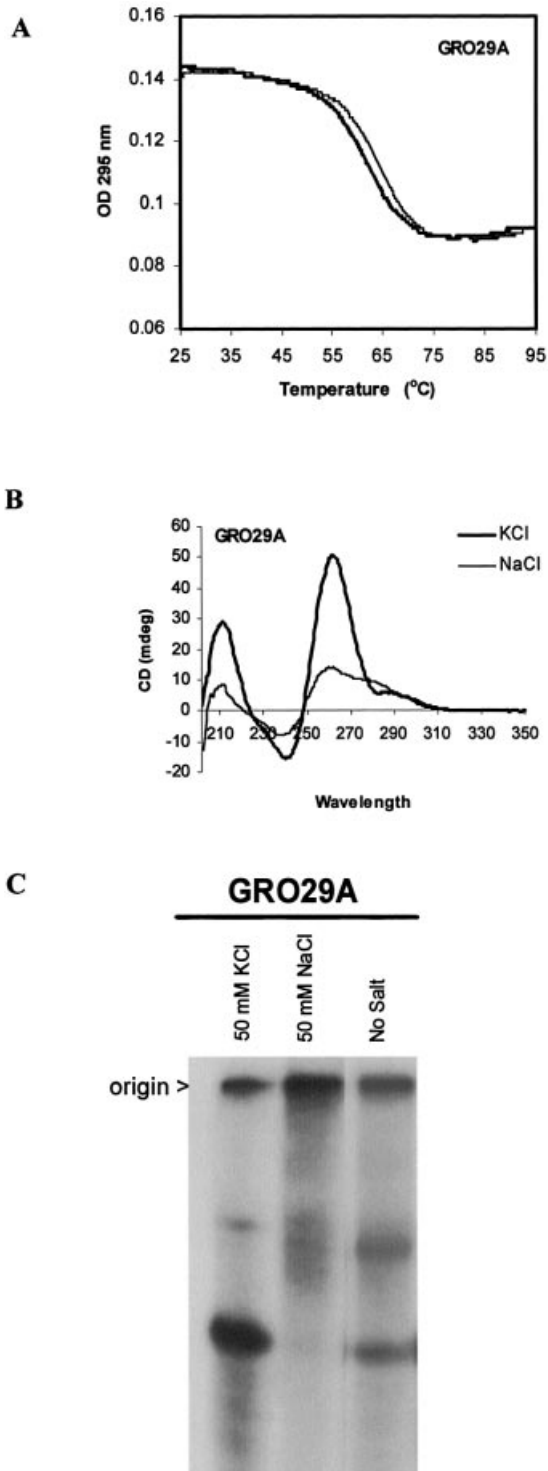 A
GRO29A
0.16
0.14
0.12
0.1
0.08
0.06
OD 295 nm
25 35 45 55 65 75 85 95
Temperature (°C)
B
GRO29A
KCl
NaCl
60
50
40
30
20
10
0
-10
-20
CD (mdeg)
210 230 250 270 290 310 330 350
Wavelength
C
GRO29A
50 mM KCl
50 mM NaCl
No Salt
origin >